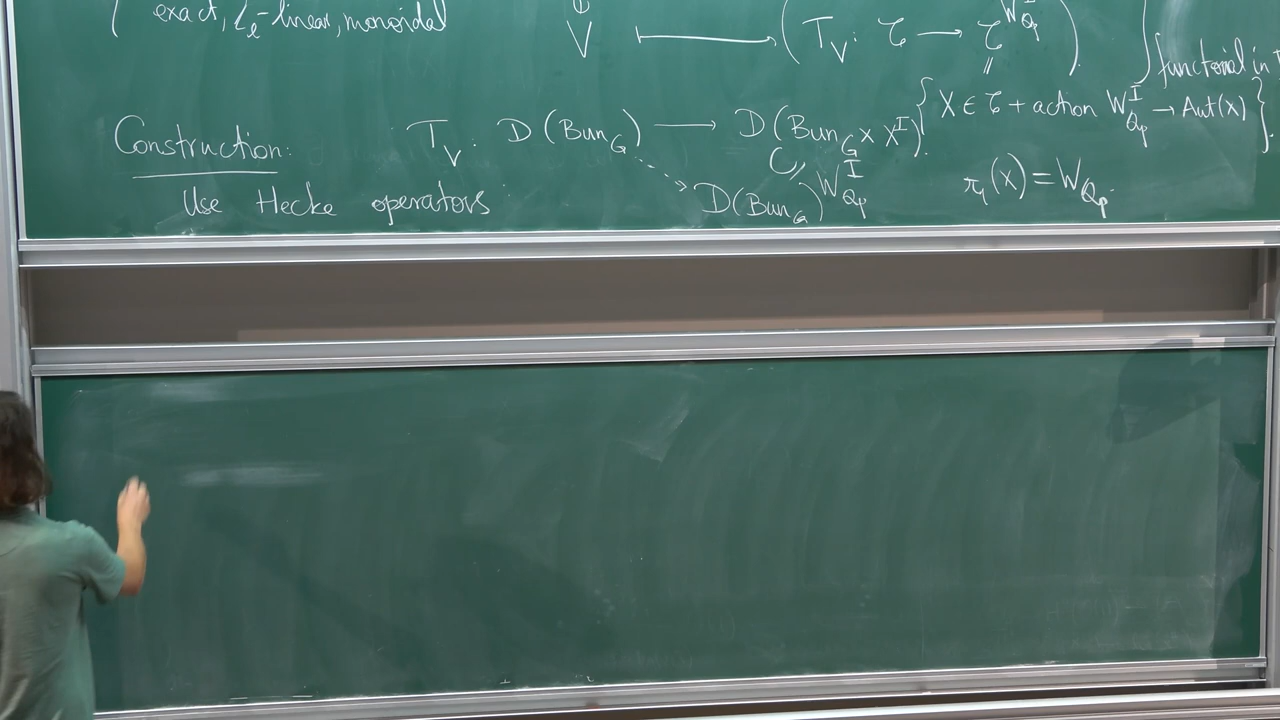 exact, ℤ_ℓ-linear, monoidal
V ⟼ (T_V : 𝒞 → 𝒞^{W_{ℚ_p}^I})
functorial in
{X ∈ 𝒞 + action W_{ℚ_p}^I → Aut(X)}.
Construction: T_V : D(Bun_G) → D(Bun_G × X^I).
Use Hecke operators D(Bun_G)^{W_{ℚ_p}^I} π_1(X) = W_{ℚ_p}